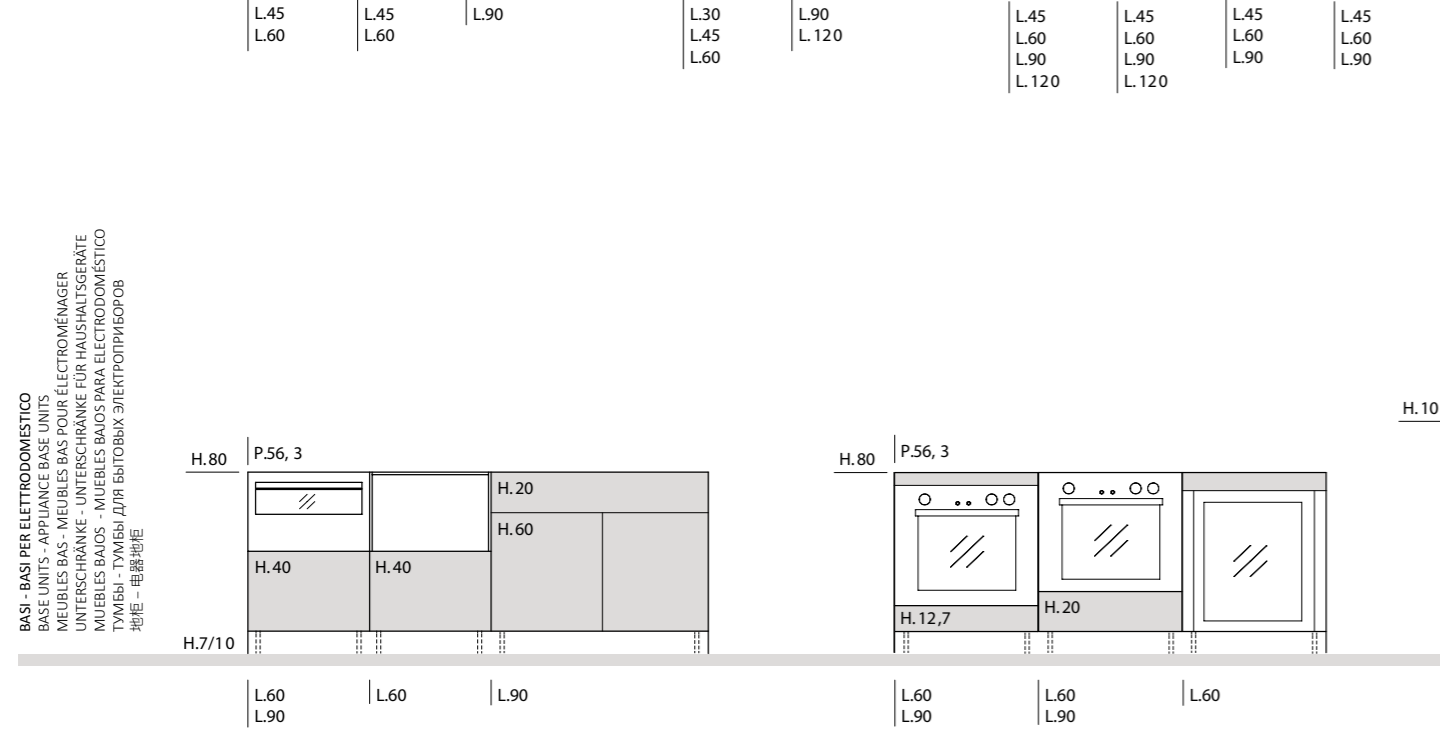 L.45 L.45 L.90 L.30 L.90 L.45 L.45 L.45 L.45
L.60 L.60 L.45 L. 120 L.60 L.60 L.60 L.60
L.60 L.90 L.90 L.90 L.90
L. 120 L. 120
BASI - BASI PER ELETTRODOMESTICO
BASE UNITS - APPLIANCE BASE UNITS
MEUBLES BAS - MEUBLES BAS POUR ÉLECTROMÉNAGER
UNTERSCHRÄNKE - UNTERSCHRÄNKE FÜR HAUSHALTSGERÄTE
MUEBLES BAJOS - MUEBLES BAJOS PARA ELECTRODOMÉSTICO
ТУМБЫ - ТУМБЫ ДЛЯ БЫТОВЫХ ЭЛЕКТРОПРИБОРОВ
地柜 – 电器地柜
H. 10
H. 80 P.56, 3 H. 80 P.56, 3
H. 20
H. 60
H. 40 H. 40
H. 12,7 H. 20
H.7/10
L.60 L.60 L.90 L.60 L.60 L.60
L.90 L.90 L.90